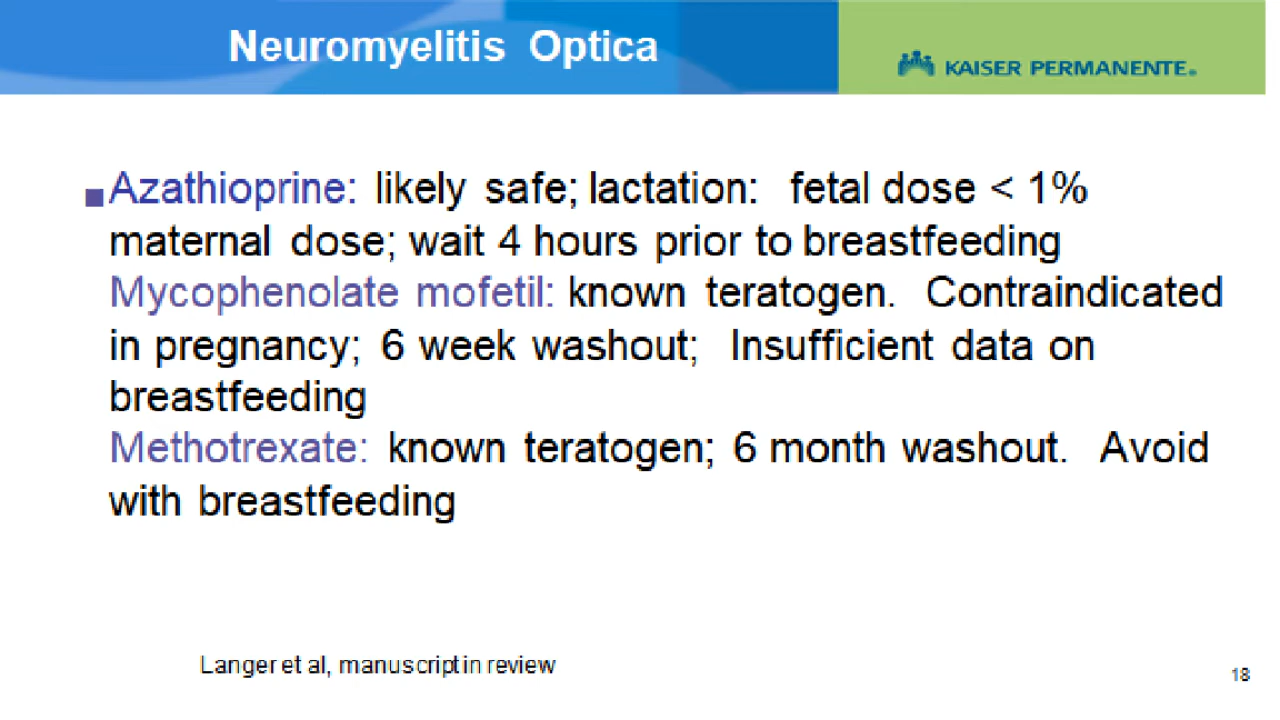 Neuromyelitis Optica
KAISER PERMANENTE®
Azathioprine: likely safe; lactation: fetal dose < 1%
maternal dose; wait 4 hours prior to breastfeeding
Mycophenolate mofetil: known teratogen. Contraindicated
in pregnancy; 6 week washout; Insufficient data on
breastfeeding
Methotrexate: known teratogen; 6 month washout. Avoid
with breastfeeding
Langer et al, manuscript in review
18